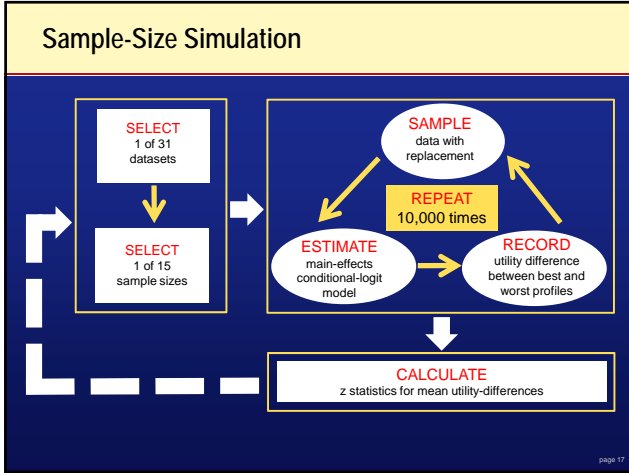 Sample-Size Simulation
SELECT
1 of 31
datasets
SELECT
1 of 15
sample sizes
SAMPLE
data with
replacement
REPEAT
10,000 times
ESTIMATE
main-effects
conditional-logit
model
RECORD
utility difference
between best and
worst profiles
CALCULATE
z statistics for mean utility-differences
page 17